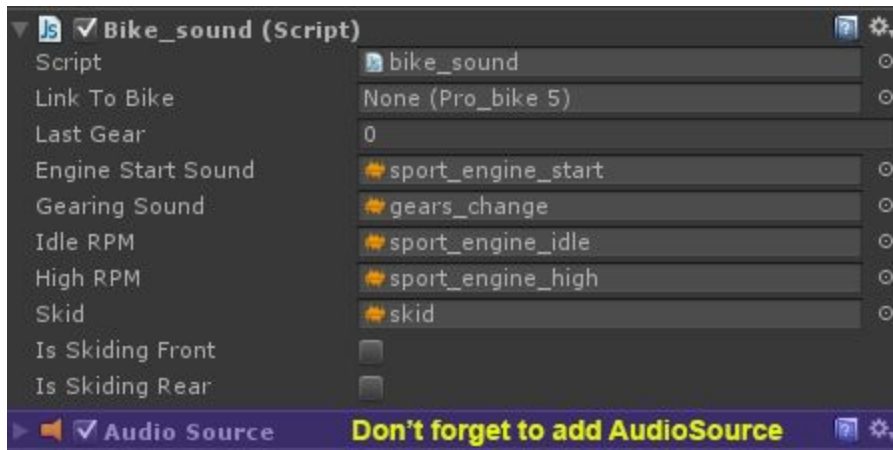 Bike_sound (Script)
Script bike_sound
Link To Bike None (Pro_bike 5)
Last Gear 0
Engine Start Sound sport_engine_start
Gearing Sound gears_change
Idle RPM sport_engine_idle
High RPM sport_engine_high
Skid skid
Is Skiding Front
Is Skiding Rear
Audio Source Don't forget to add AudioSource